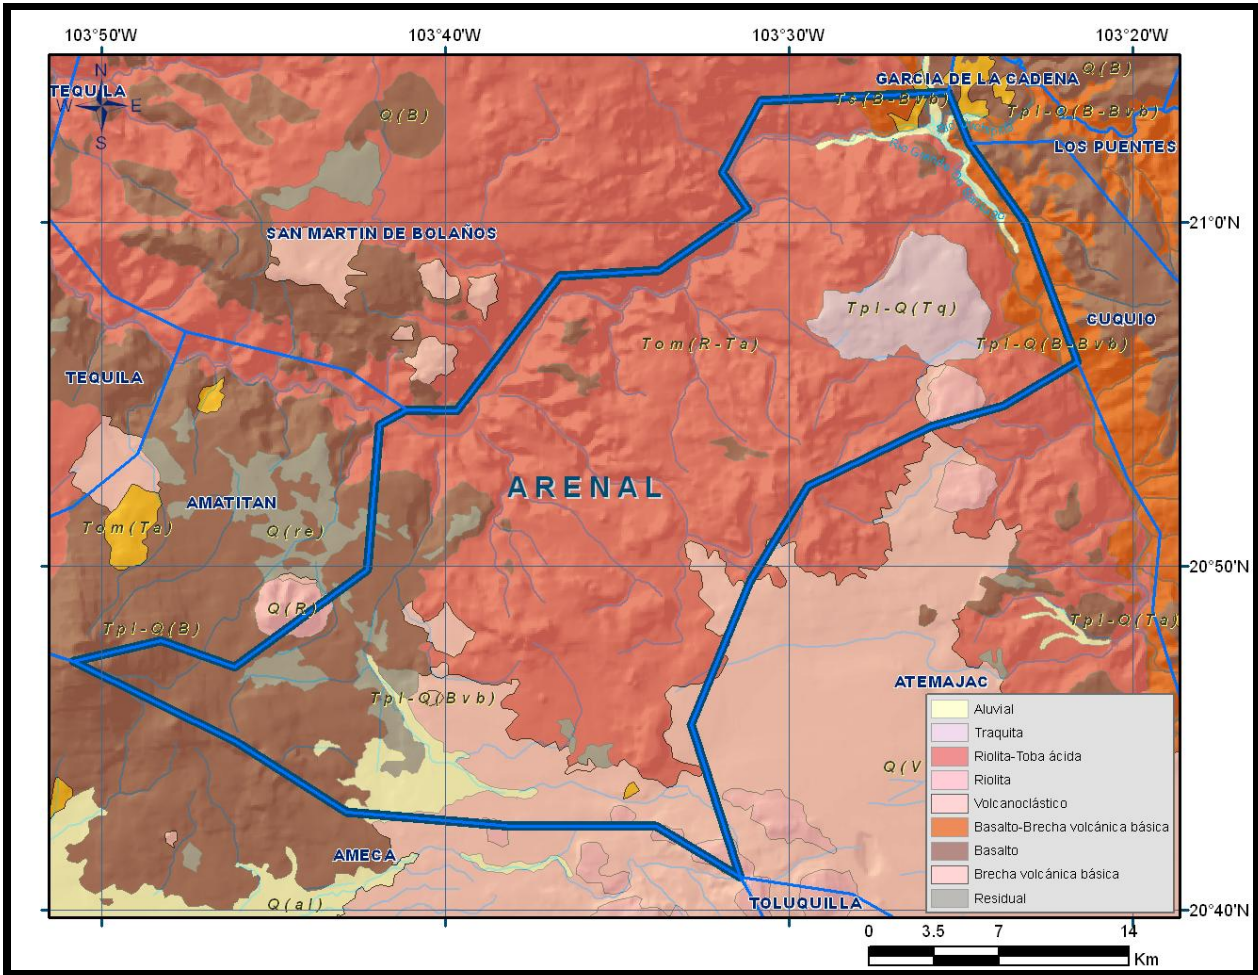 103°50'W
103°40'W
103°30'W
103°20'W
N
W
E
S
TEQUILA
GARCIA DE LA CADENA
Q(B)
Q(B)
Tpl-Q(B-Bvb)
LOS PUENTES
21°0'N
SAN MARTIN DE BOLAÑOS
Tpl-Q(Tq)
CUQUIO
Tom(R-Ta)
Tpl-Q(B-Bvb)
TEQUILA
ARENAL
AMATITAN
Tom(Ta)
Q(re)
20°50'N
Q(R)
Tpl-Q(B)
Tpl-Q(Ta)
ATEMAJAC
Tpl-Q(Bvb)
Q(V
AMECA
Q(al)
TOLUQUILLA
Aluvial
Traquita
Riolita-Toba ácida
Riolita
Volcanoclástico
Basalto-Brecha volcánica básica
Basalto
Brecha volcánica básica
Residual
20°40'N
0 3.5 7 14
Km